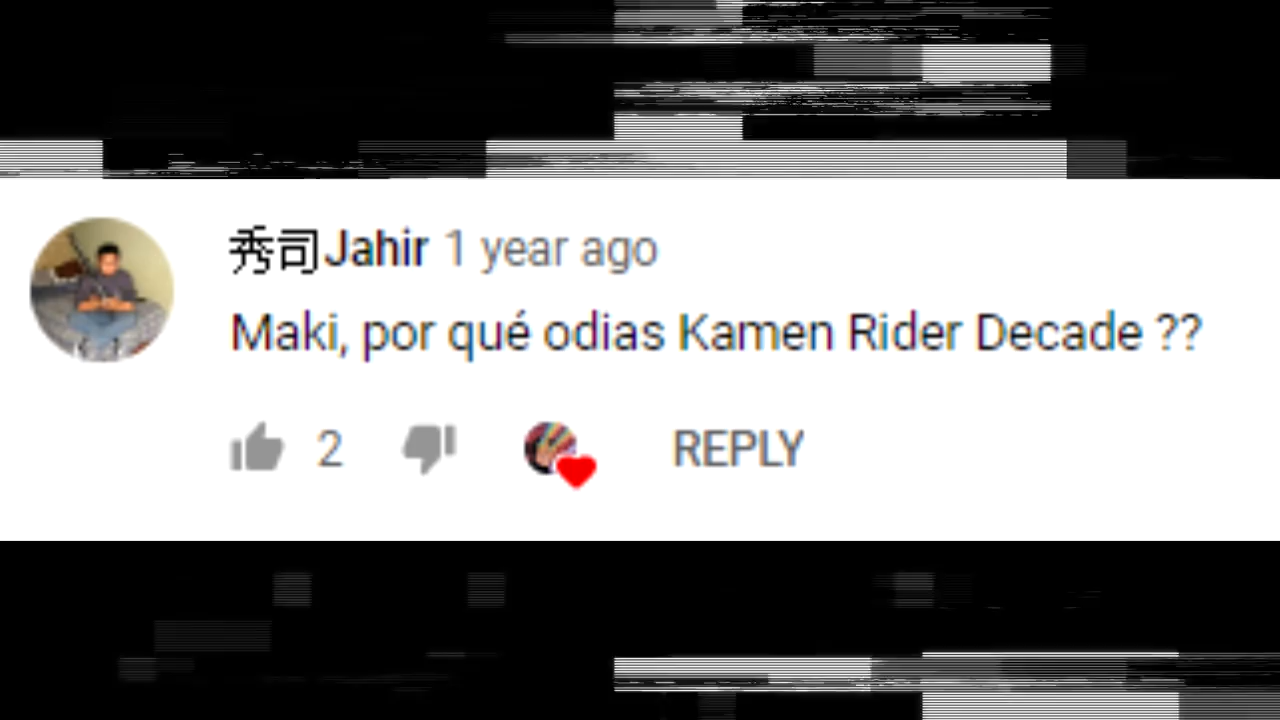 秀司Jahir 1 year ago
Maki, por qué odias Kamen Rider Decade ??
2 REPLY